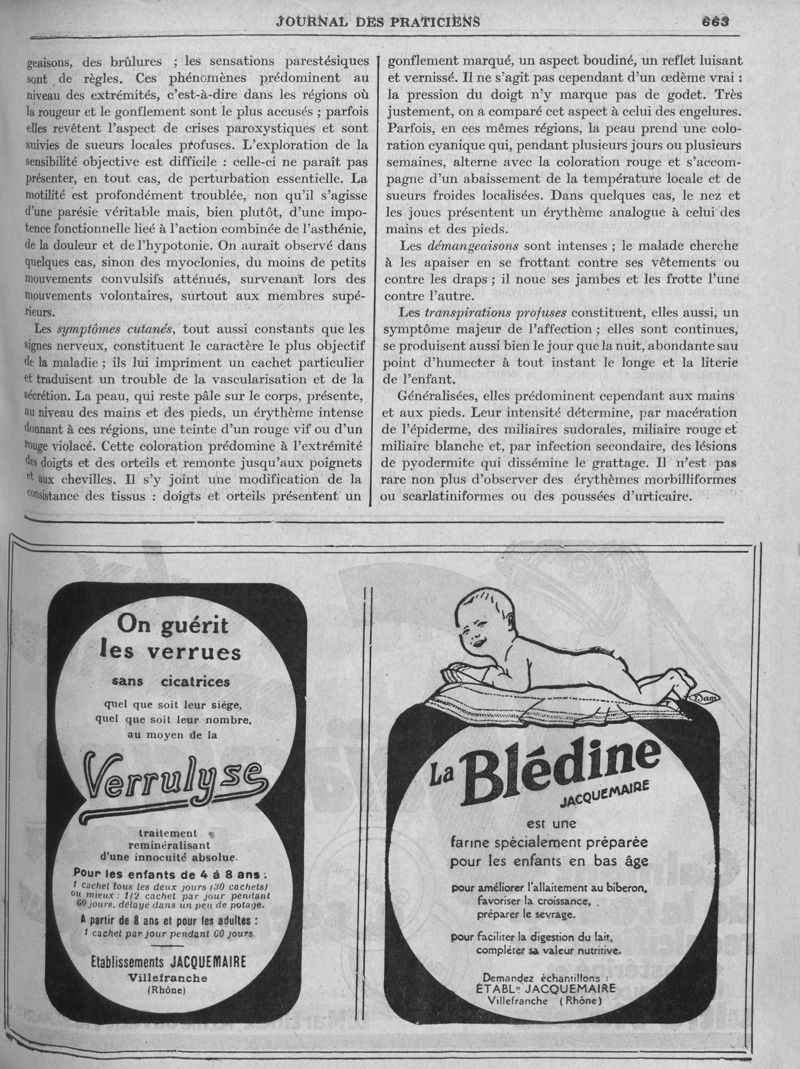 JOURNAL DES PRATICIENS 663
geaisons, des brûlures ; les sensations parestésiques
sont de règles. Ces phénomènes prédominent au
niveau des extrémités, c'est-à-dire dans les régions où
la rougeur et le gonflement sont le plus accusés ; parfois
elles revêtent l'aspect de crises paroxystiques et sont
suivies de sueurs locales profuses. L'exploration de la
sensibilité objective est difficile : celle-ci ne paraît pas
présenter, en tout cas, de perturbation essentielle. La
motilité est profondément troublée, non qu'il s'agisse
d'une parésie véritable mais, bien plutôt, d'une impo-
tence fonctionnelle lieé à l'action combinée de l'asthénie,
de la douleur et de l'hypotonie. On aurait observé dans
quelques cas, sinon des myoclonies, du moins de petits
mouvements convulsifs atténués, survenant lors des
mouvements volontaires, surtout aux membres supé-
rieurs.
Les symptômes cutanés, tout aussi constants que les
signes nerveux, constituent le caractère le plus objectif
de la maladie ; ils lui impriment un cachet particulier
et traduisent un trouble de la vascularisation et de la
sécrétion. La peau, qui reste pâle sur le corps, présente,
au niveau des mains et des pieds, un érythème intense
donnant à ces régions, une teinte d'un rouge vif ou d'un
rouge violacé. Cette coloration prédomine à l'extrémité
des doigts et des orteils et remonte jusqu'aux poignets
et aux chevilles. Il s'y joint une modification de la
consistance des tissus : doigts et orteils présentent un
gonflement marqué, un aspect boudiné, un reflet luisant
et vernissé. Il ne s'agit pas cependant d'un œdème vrai :
la pression du doigt n'y marque pas de godet. Très
justement, on a comparé cet aspect à celui des engelures.
Parfois, en ces mêmes régions, la peau prend une colo-
ration cyanique qui, pendant plusieurs jours ou plusieurs
semaines, alterne avec la coloration rouge et s'accom-
pagne d'un abaissement de la température locale et de
sueurs froides localisées. Dans quelques cas, le nez et
les joues présentent un érythème analogue à celui des
mains et des pieds.
Les démangeaisons sont intenses ; le malade cherche
à les apaiser en se frottant contre ses vêtements ou
contre les draps ; il noue ses jambes et les frotte l'une
contre l'autre.
Les transpirations profuses constituent, elles aussi, un
symptôme majeur de l'affection ; elles sont continues,
se produisent aussi bien le jour que la nuit, abondante sau
point d'humecter à tout instant le longe et la literie
de l'enfant.
Généralisées, elles prédominent cependant aux mains
et aux pieds. Leur intensité détermine, par macération
de l'épiderme, des miliaires sudorales, miliaire rouge et
miliaire blanche et, par infection secondaire, des lésions
de pyodermite qui dissémine le grattage. Il n'est pas
rare non plus d'observer des érythèmes morbilliformes
ou scarlatiniformes ou des poussées d'urticaire.
On guérit
les verrues
sans cicatrices
quel que soit leur siège,
quel que soit leur nombre,
au moyen de la
Verrulyse
traitement
reminéralisant
d'une innocuité absolue.
Pour les enfants de 4 à 8 ans :
1 cachet tous les deux jours (30 cachets)
ou mieux : 1/2 cachet par jour pendant
60 jours, délayé dans un peu de potage.
A partir de 8 ans et pour les adultes :
1 cachet par jour pendant 60 jours
Etablissements JACQUEMAIRE
Villefranche
(Rhône)
Dam
La Blédine
JACQUEMAIRE
est une
farine spécialement préparée
pour les enfants en bas âge
pour améliorer l'allaitement au biberon,
favoriser la croissance,
préparer le sevrage.
pour faciliter la digestion du lait,
compléter sa valeur nutritive.
Demandez échantillons :
ÉTABLts JACQUEMAIRE
Villefranche (Rhône)